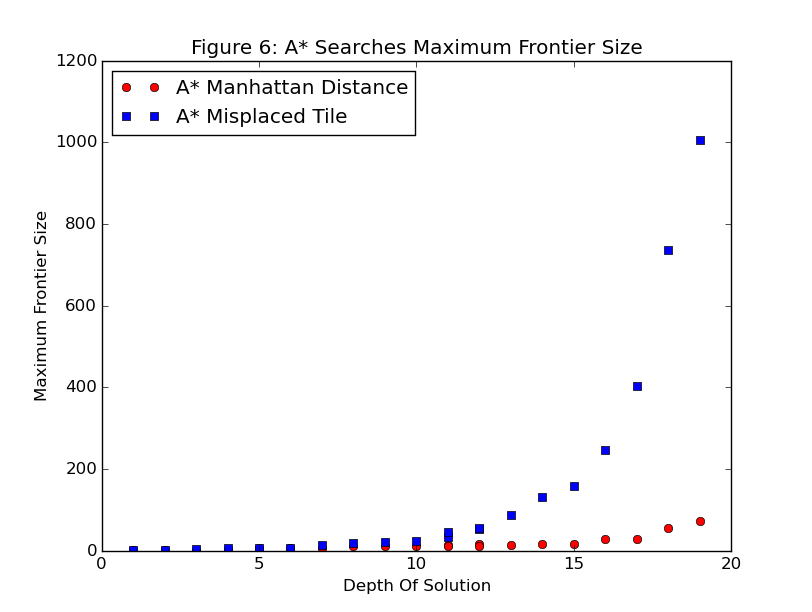 Figure 6: A* Searches Maximum Frontier Size
1200
1000
800
600
400
200
0
A* Manhattan Distance
A* Misplaced Tile
Maximum Frontier Size
0 5 10 15 20
Depth Of Solution